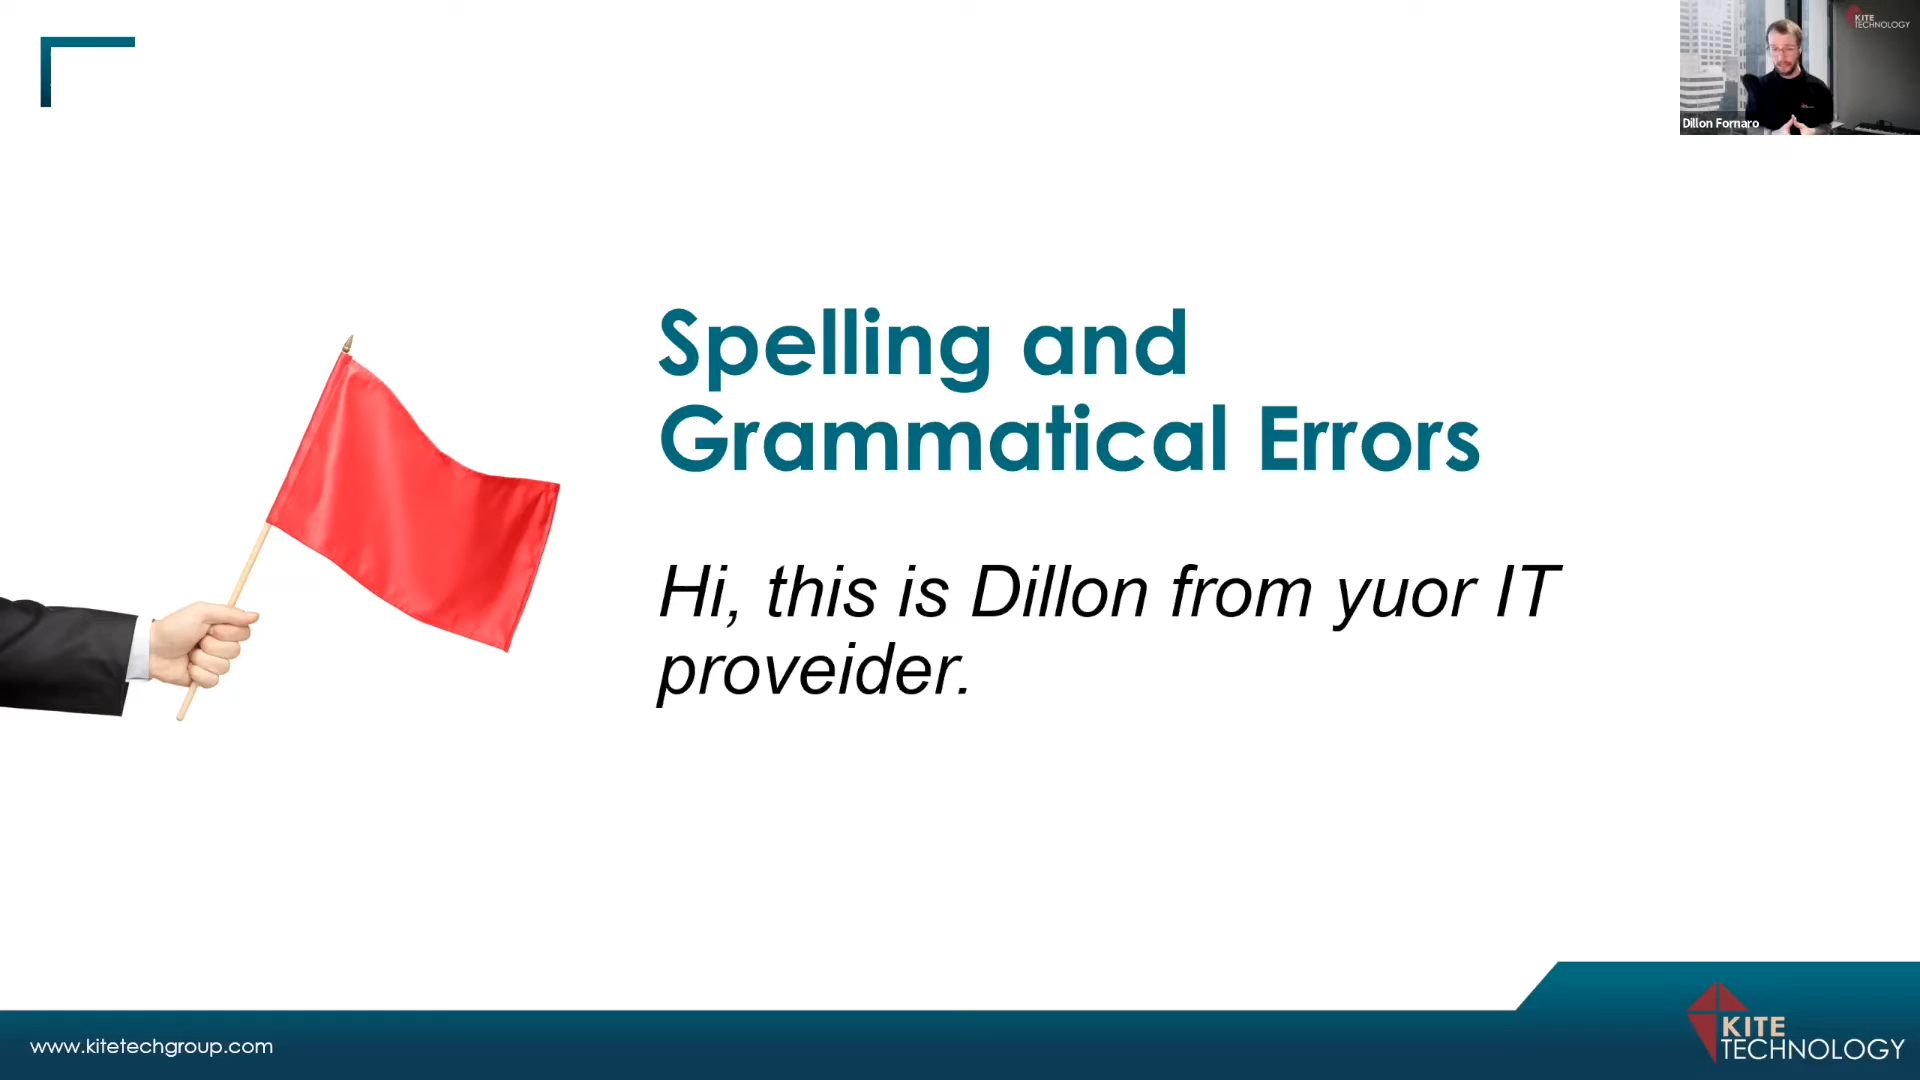 KITE
TECHNOLOGY
Dillon Fornaro
Spelling and
Grammatical Errors
Hi, this is Dillon from yuor IT
proveider.
www.kitetechgroup.com
KITE
TECHNOLOGY